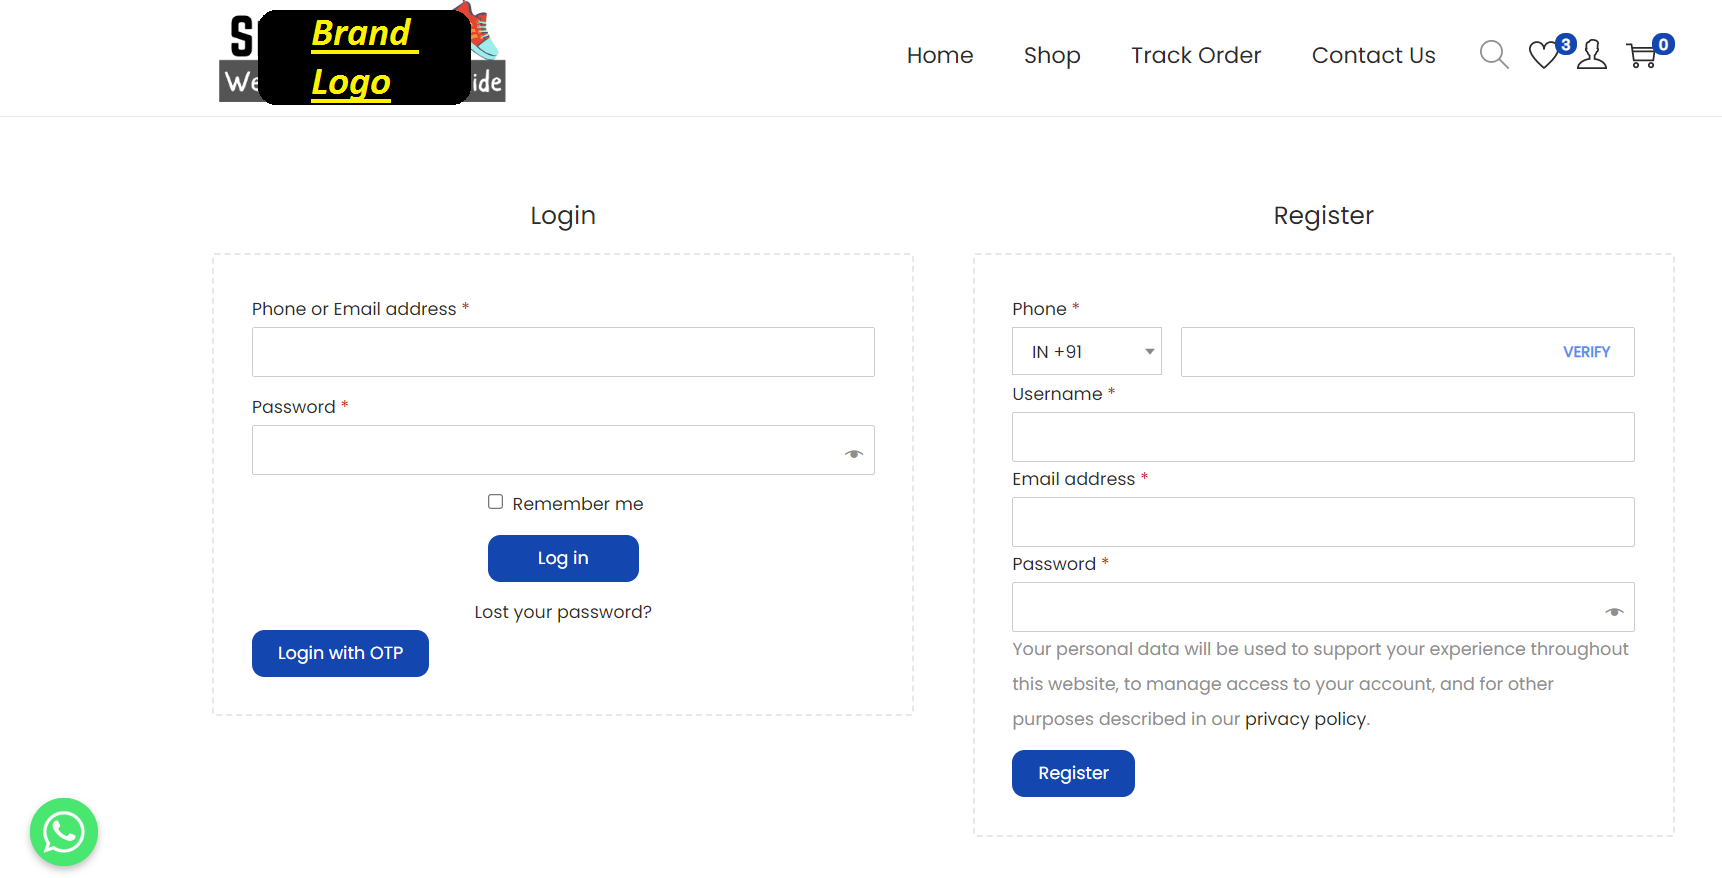 Brand
Logo
Home
Shop
Track Order
Contact Us
3
0
Login
Phone or Email address *
Password *
Remember me
Log in
Lost your password?
Login with OTP
Register
Phone *
IN +91
VERIFY
Username *
Email address *
Password *
Your personal data will be used to support your experience throughout
this website, to manage access to your account, and for other
purposes described in our privacy policy.
Register